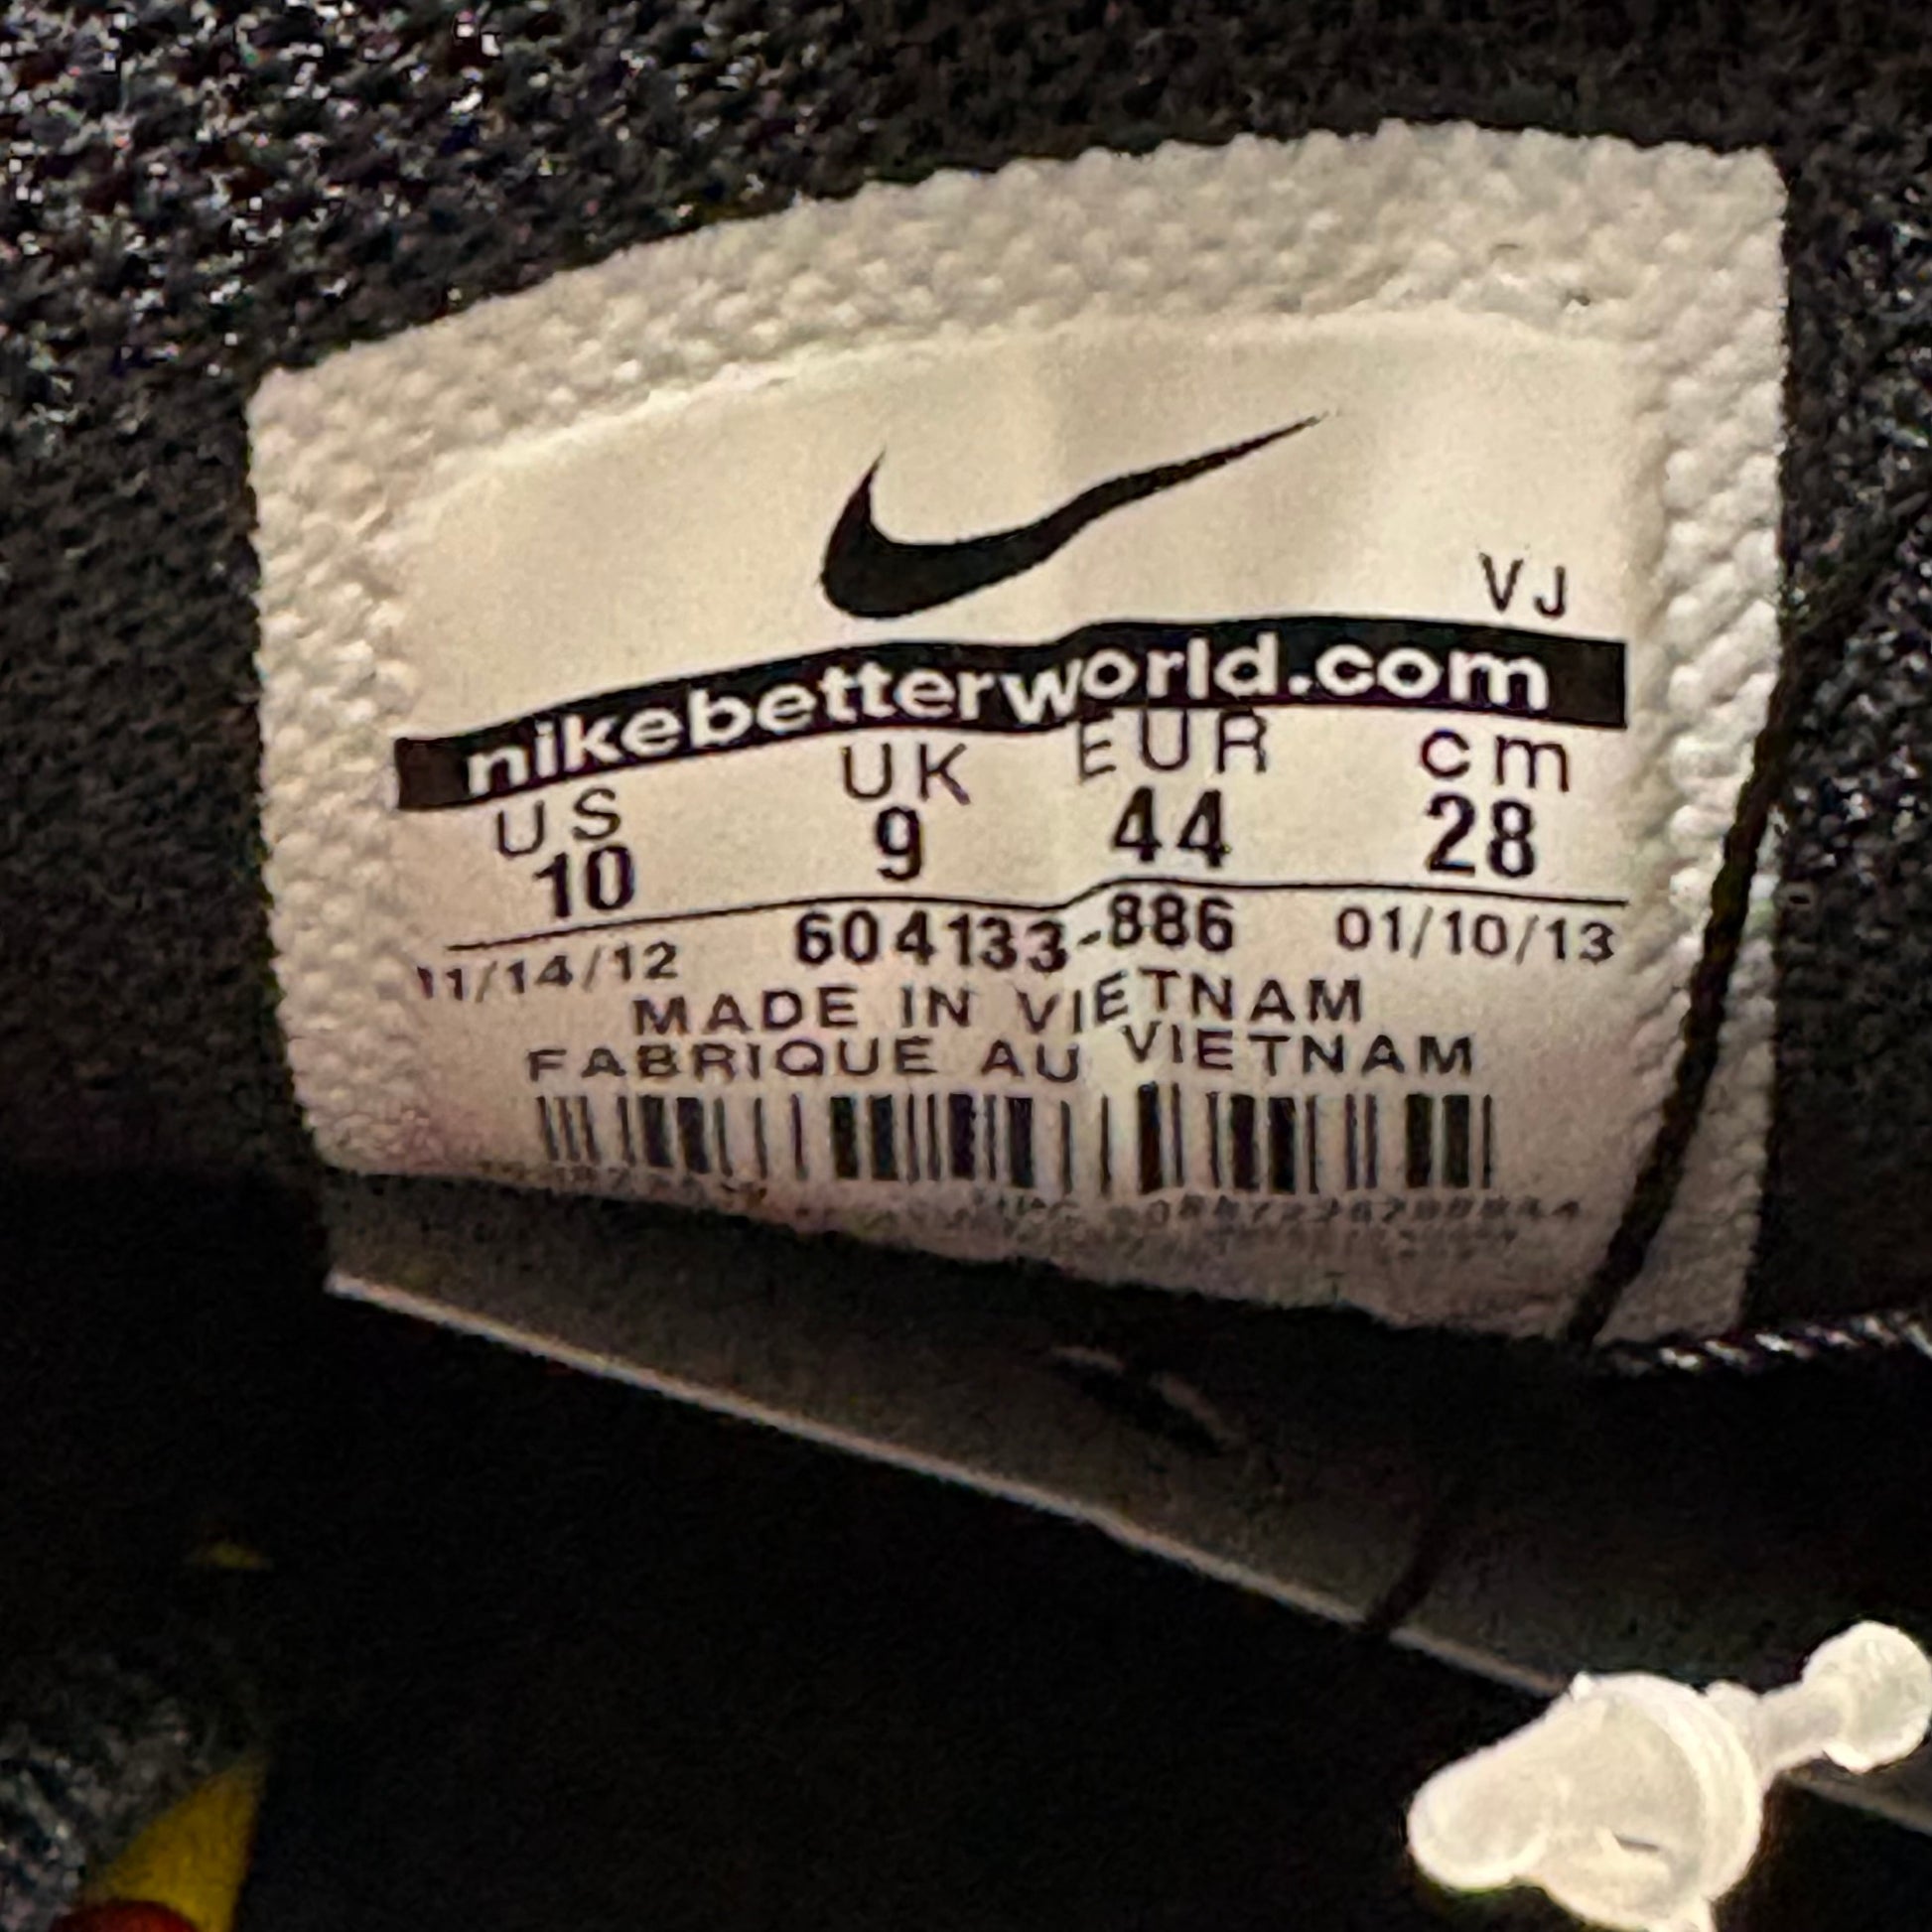 VJ
nikebetterworld.com
US UK EUR cm
10 9 44 28
11/14/12 604133-886 01/10/13
MADE IN VIETNAM
FABRIQUE AU VIETNAM